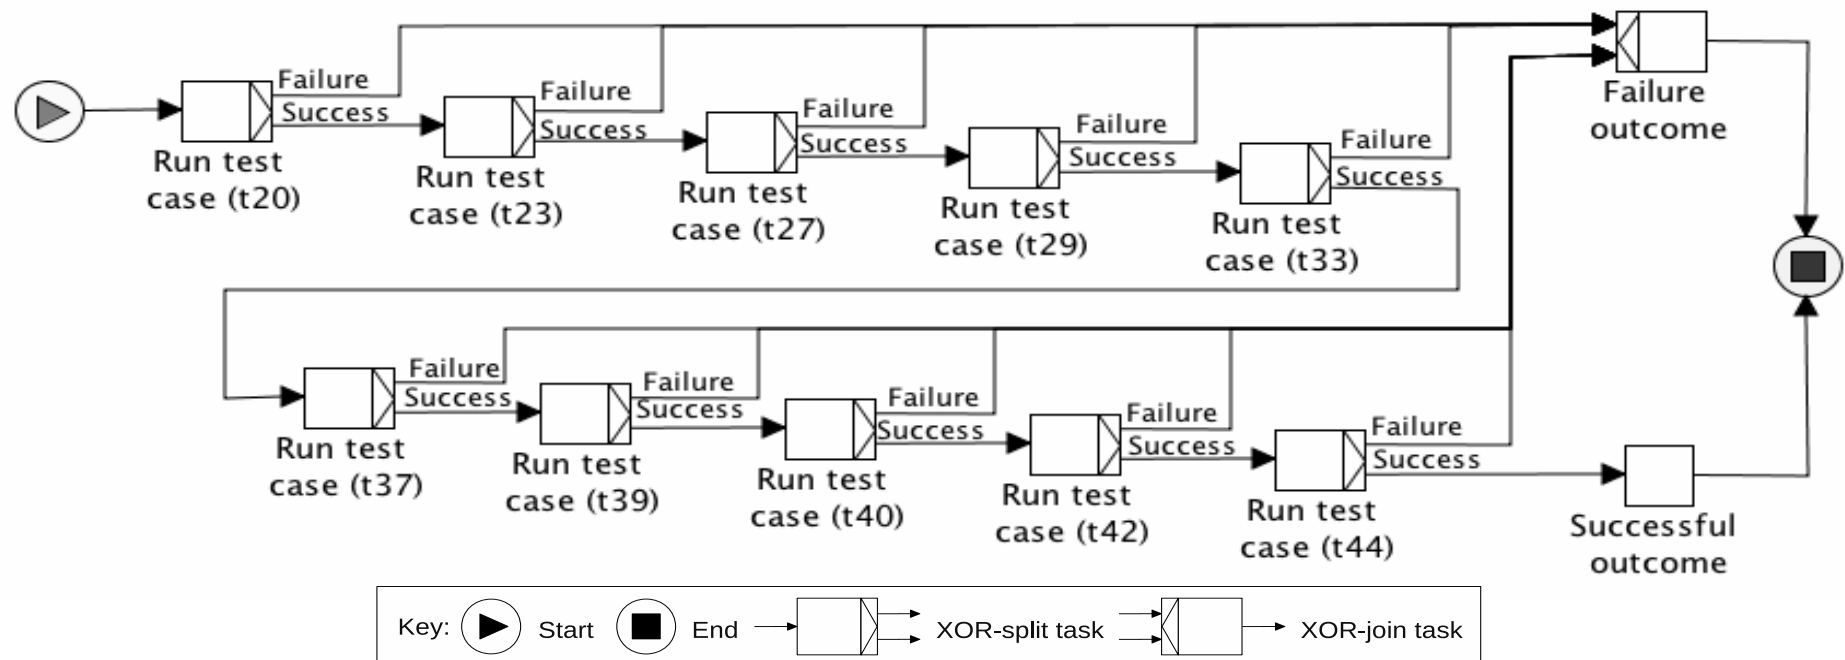 Failure
Success
Run test
case (t20)
Failure
Success
Run test
case (t23)
Failure
Success
Run test
case (t27)
Failure
Success
Run test
case (t29)
Failure
Success
Run test
case (t33)
Failure
outcome
Failure
Success
Run test
case (t37)
Failure
Success
Run test
case (t39)
Failure
Success
Run test
case (t40)
Failure
Success
Run test
case (t42)
Failure
Success
Run test
case (t44)
Successful
outcome
Key: Start End XOR-split task XOR-join task